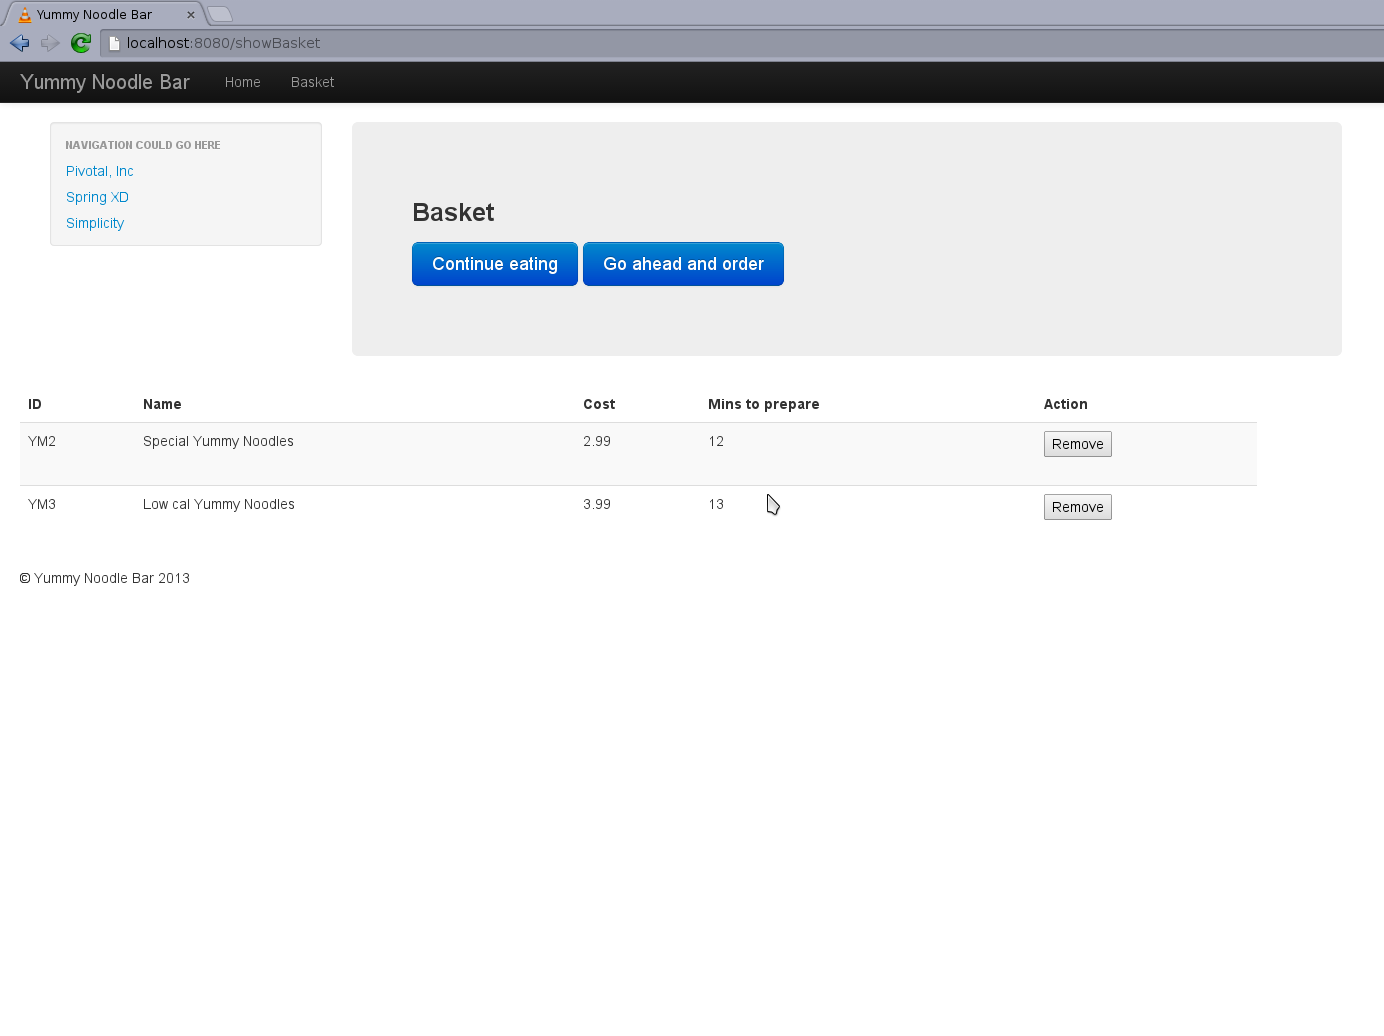 Yummy Noodle Bar
localhost:8080/showBasket
Yummy Noodle Bar Home Basket
NAVIGATION COULD GO HERE
Pivotal, Inc
Spring XD
Simplicity
Basket
Continue eating Go ahead and order
ID Name Cost Mins to prepare Action
YM2 Special Yummy Noodles 2.99 12 Remove
YM3 Low cal Yummy Noodles 3.99 13 Remove
© Yummy Noodle Bar 2013